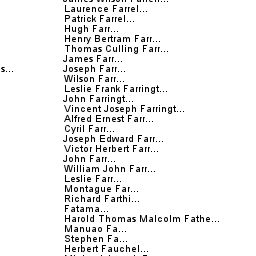 Laurence Farrel...
Patrick Farrel...
Hugh Farr...
Henry Bertram Farr...
Thomas Culling Farr...
James Farr...
s... Joseph Farr...
Wilson Farr...
Leslie Frank Farringt...
John Farringt...
Vincent Joseph Farringt...
Alfred Ernest Farr...
Cyril Farr...
Joseph Edward Farr...
Victor Herbert Farr...
John Farr...
William John Farr...
Leslie Farr...
Montague Far...
Richard Farthi...
Fatama...
Harold Thomas Malcolm Fathe...
Manuao Fa...
Stephen Fa...
Herbert Fauchel...